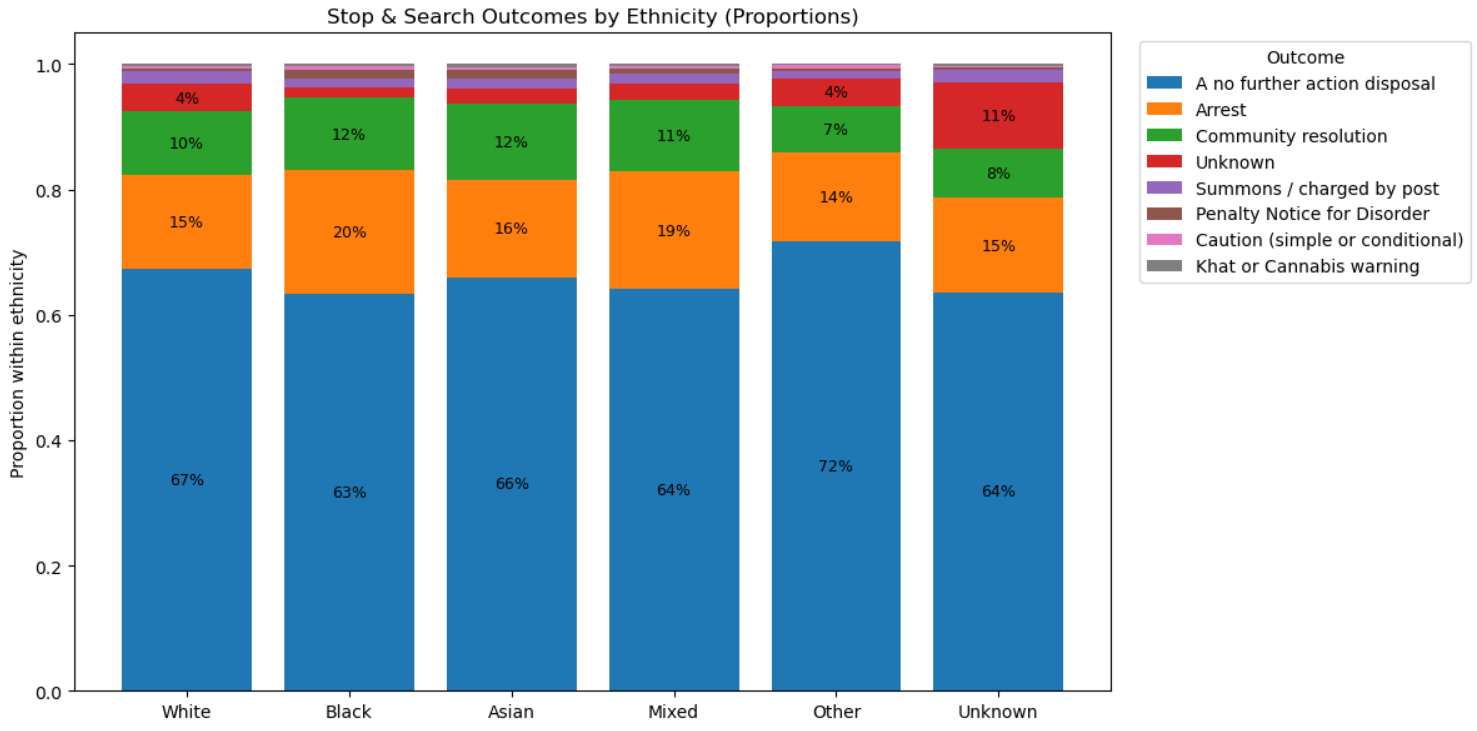 Stop & Search Outcomes by Ethnicity (Proportions)
Proportion within ethnicity
1.0
0.8
0.6
0.4
0.2
0.0
4%
10%
15%
67%
12%
20%
63%
12%
16%
66%
11%
19%
64%
4%
7%
14%
72%
11%
8%
15%
64%
White
Black
Asian
Mixed
Other
Unknown
Outcome
A no further action disposal
Arrest
Community resolution
Unknown
Summons / charged by post
Penalty Notice for Disorder
Caution (simple or conditional)
Khat or Cannabis warning